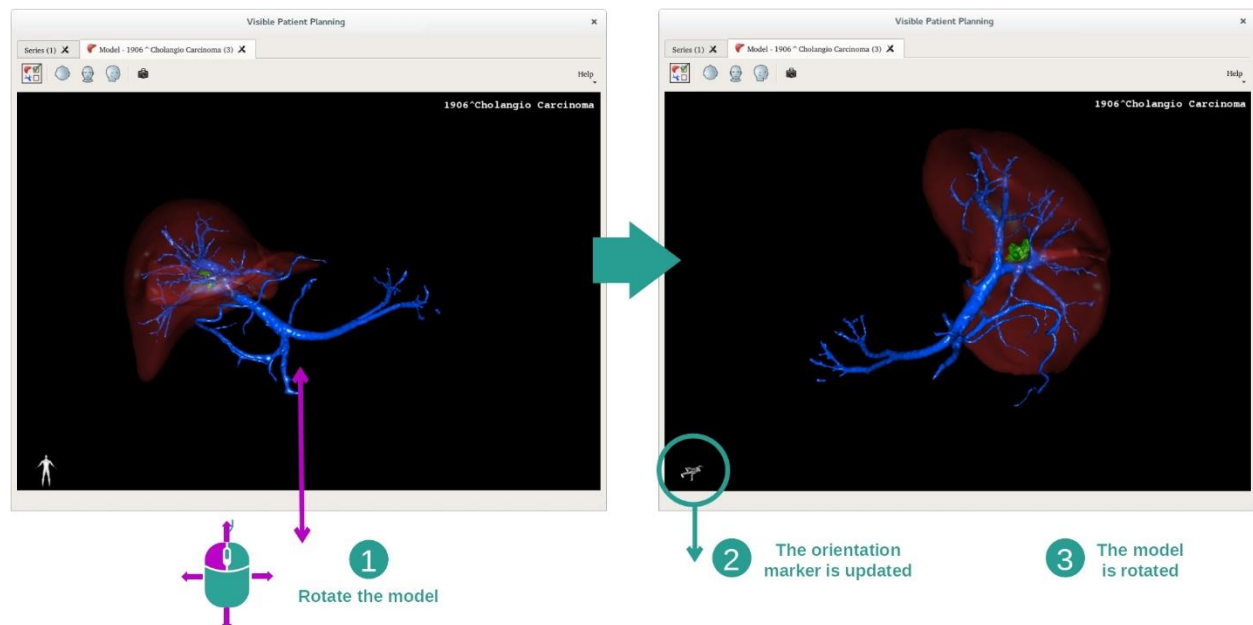 Visible Patient Planning
×
Series (1) ✗
Model - 1906 ^ Cholangio Carcinoma (3) ✗
Help
1906^Cholangio Carcinoma
Visible Patient Planning
×
Series (1) ✗
Model - 1906 ^ Cholangio Carcinoma (3) ✗
Help
1906^Cholangio Carcinoma
1
Rotate the model
2
The orientation
marker is updated
3
The model
is rotated